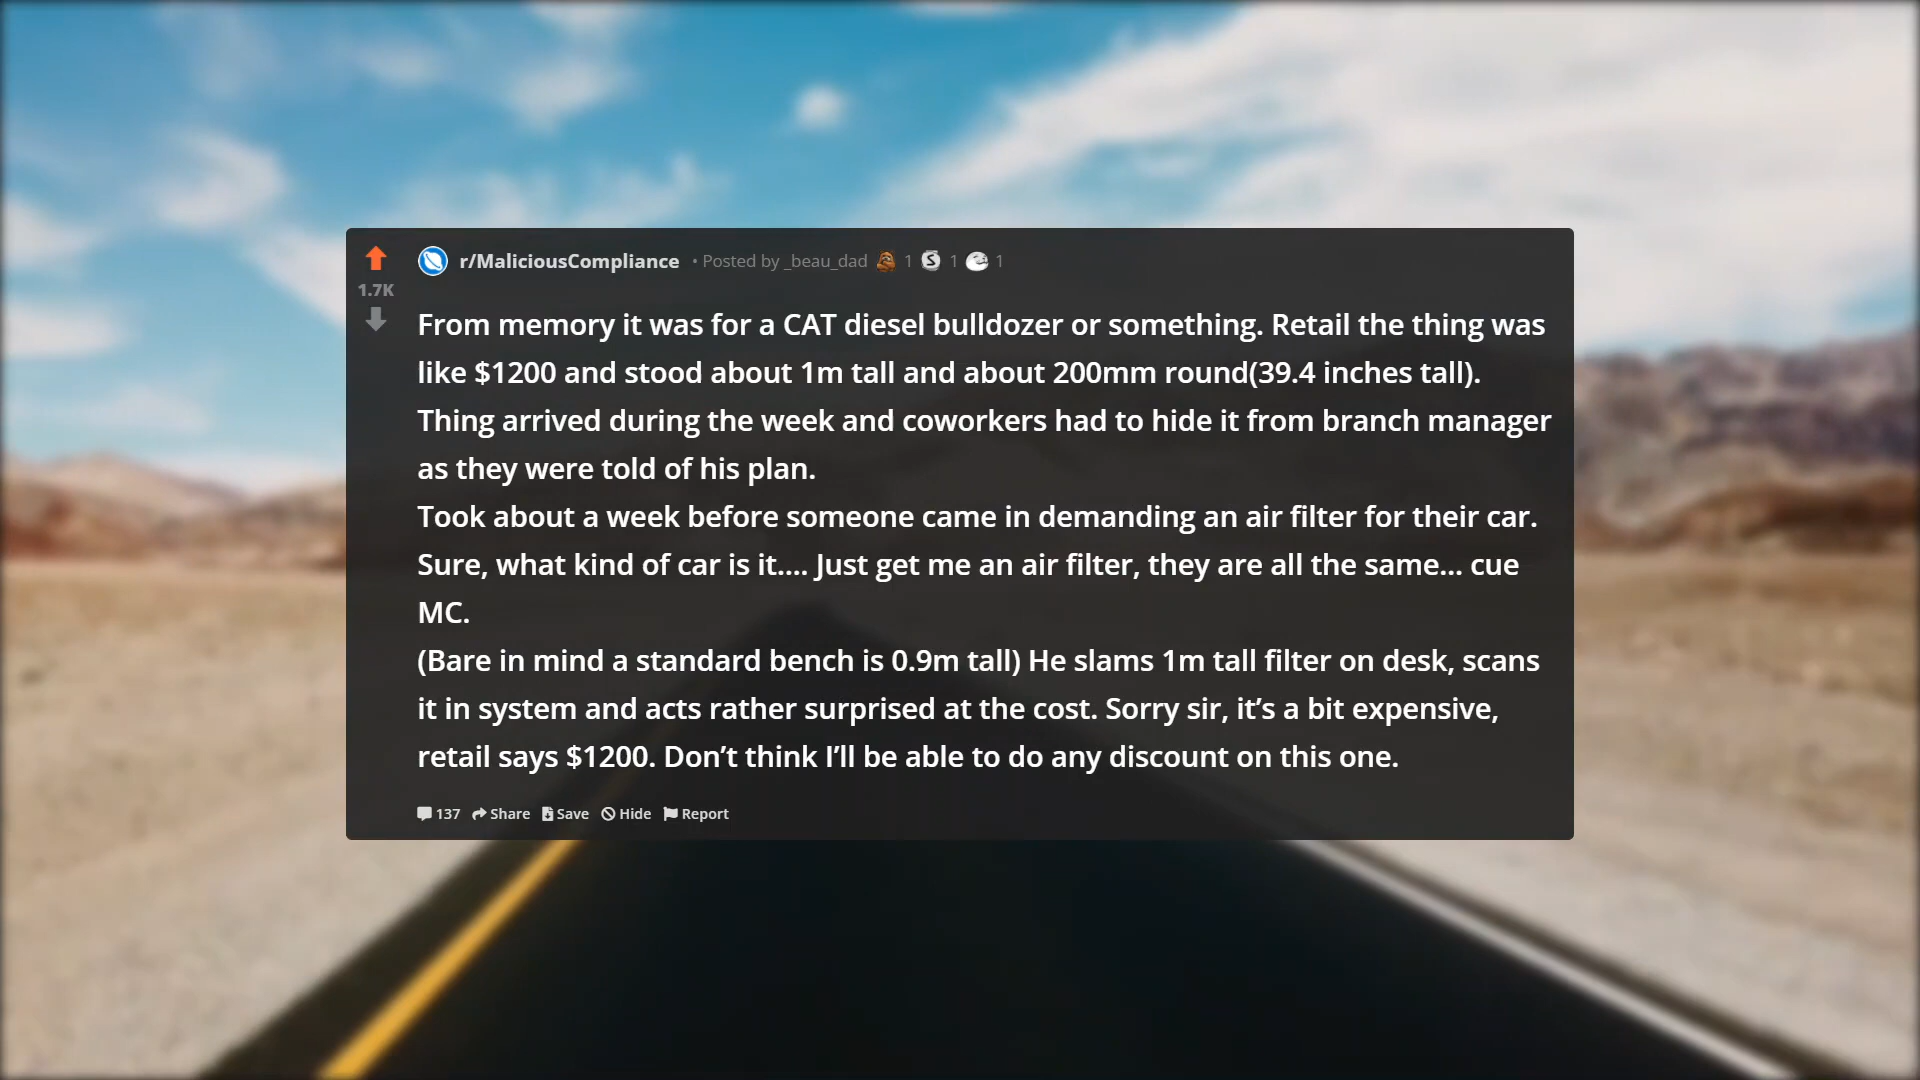 r/MaliciousCompliance • Posted by _beau_dad 1 1 1
1.7K
From memory it was for a CAT diesel bulldozer or something. Retail the thing was
like $1200 and stood about 1m tall and about 200mm round(39.4 inches tall).
Thing arrived during the week and coworkers had to hide it from branch manager
as they were told of his plan.
Took about a week before someone came in demanding an air filter for their car.
Sure, what kind of car is it.... Just get me an air filter, they are all the same... cue
MC.
(Bare in mind a standard bench is 0.9m tall) He slams 1m tall filter on desk, scans
it in system and acts rather surprised at the cost. Sorry sir, it’s a bit expensive,
retail says $1200. Don’t think I’ll be able to do any discount on this one.
137 Share Save Hide Report